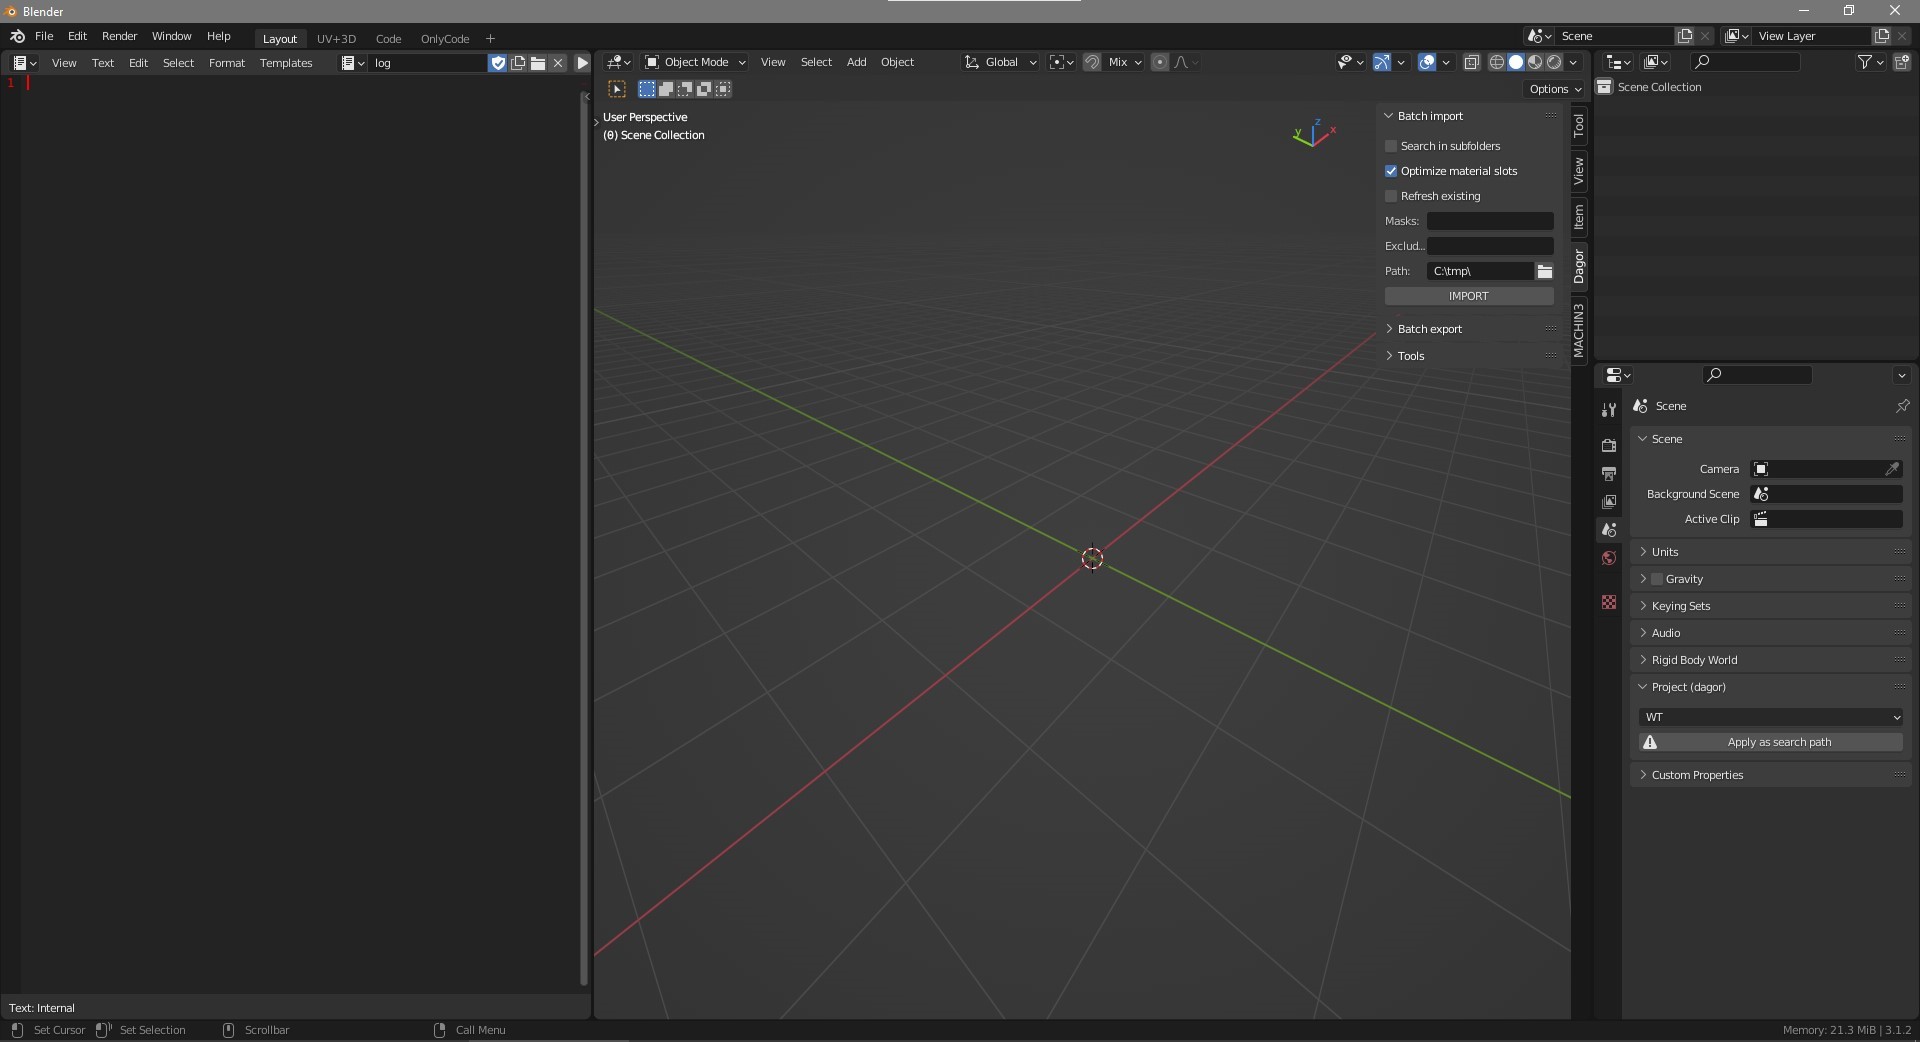 Blender
File Edit Render Window Help Layout UV+3D Code OnlyCode + Scene View Layer
View Text Edit Select Format Templates log
1
Text: Internal
Object Mode View Select Add Object Global Mix
Options
User Perspective
(0) Scene Collection
z
y
x
Batch import
Search in subfolders
Optimize material slots
Refresh existing
Masks:
Exclud...
Path: C:\tmp\
IMPORT
Batch export
Tools
Tool
View
Item
Dagor
MACHIN3
Scene Collection
Scene
Scene
Camera
Background Scene
Active Clip
Units
Gravity
Keying Sets
Audio
Rigid Body World
Project (dagor)
WT
Apply as search path
Custom Properties
Set Cursor Set Selection Scrollbar Call Menu Memory: 21.3 MiB | 3.1.2